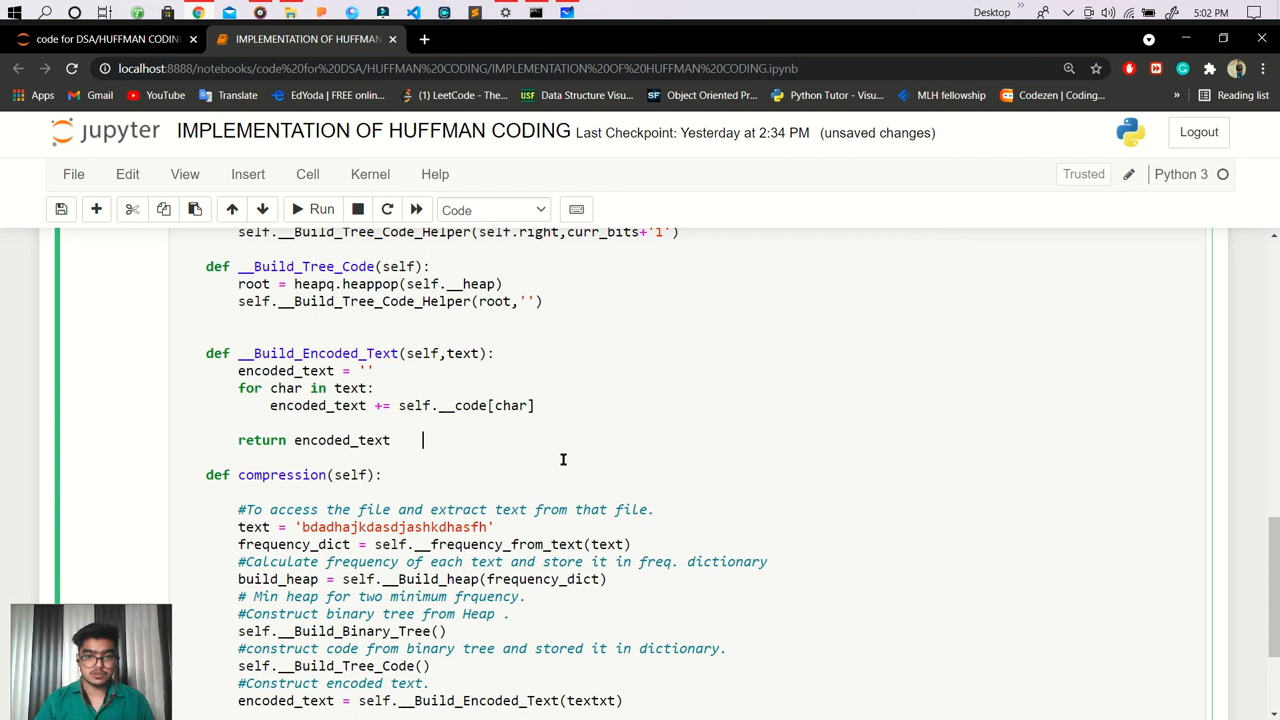 Desktop
5:02 PM
code for DSA/HUFFMAN CODING
IMPLEMENTATION OF HUFFMAN
localhost:8888/notebooks/code%20for%20DSA/HUFFMAN%20CODING/IMPLEMENTATION%20OF%20HUFFMAN%20CODING.ipynb
Apps
Gmail
YouTube
Translate
EdYoda | FREE onlin...
(1) LeetCode - The...
Data Structure Visu...
Object Oriented Pr...
Python Tutor - Visu...
MLH fellowship
Codezen | Coding...
Reading list
jupyter
IMPLEMENTATION OF HUFFMAN CODING Last Checkpoint: Yesterday at 2:34 PM (unsaved changes)
Logout
File Edit View Insert Cell Kernel Help
Trusted
Python 3
Run
Code
self.__Build_Tree_Code_Helper(self.right,curr_bits+'1')
def __Build_Tree_Code(self):
root = heapq.heappop(self.__heap)
self.__Build_Tree_Code_Helper(root,'')
def __Build_Encoded_Text(self,text):
encoded_text = ''
for char in text:
encoded_text += self.__code[char]
return encoded_text
def compression(self):
#To access the file and extract text from that file.
text = 'bdadhajkdasdjashkdhasfh'
frequency_dict = self.__frequency_from_text(text)
#Calculate frequency of each text and store it in freq. dictionary
build_heap = self.__Build_heap(frequency_dict)
# Min heap for two minimum frquency.
#Construct binary tree from Heap .
self.__Build_Binary_Tree()
#construct code from binary tree and stored it in dictionary.
self.__Build_Tree_Code()
#Construct encoded text.
encoded_text = self.__Build_Encoded_Text(textxt)